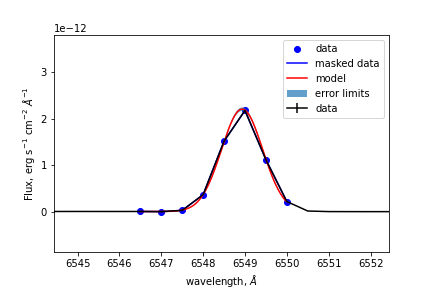 1e−12
3
2
1
0
Flux, erg s⁻¹ cm⁻² Å⁻¹
data
masked data
model
error limits
data
6545 6546 6547 6548 6549 6550 6551 6552
wavelength, Å